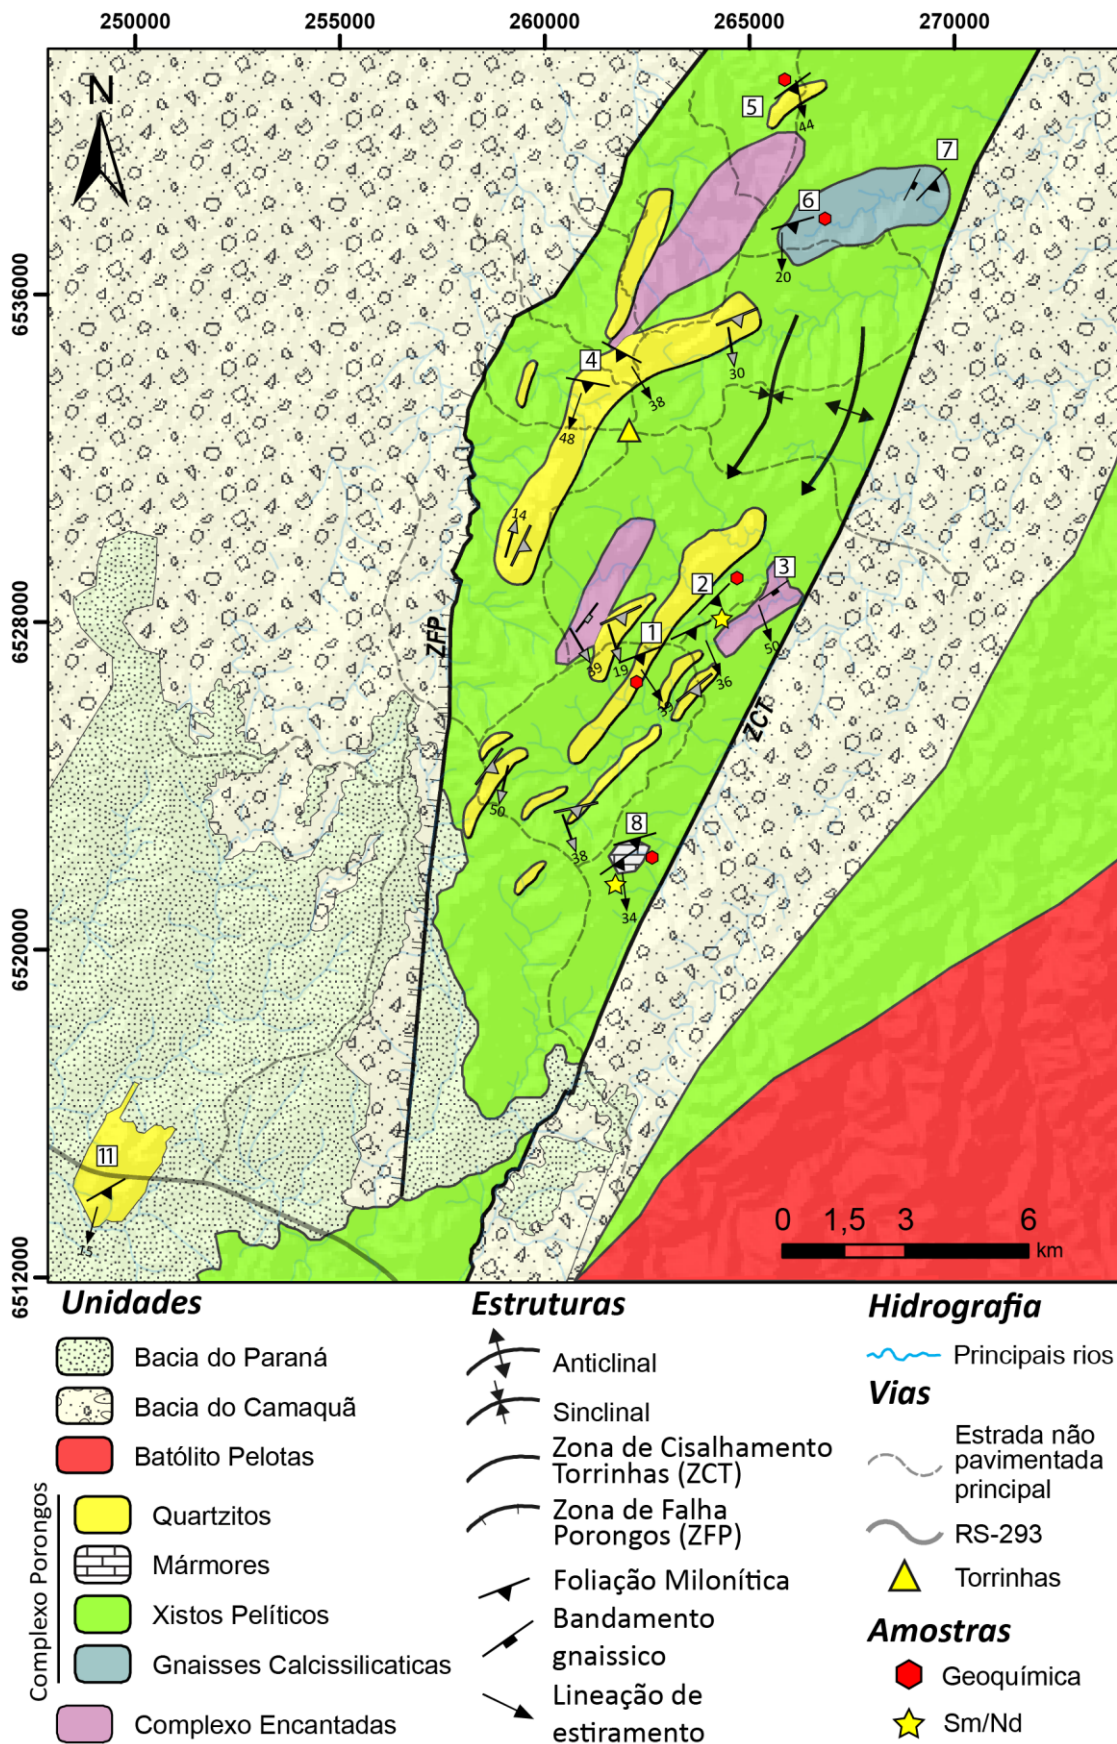 250000 255000 260000 265000 270000
N
5
44
7
6
20
6536000
4
30
38
48
14
ZFP
6528000
2
3
1
50
39
19
36
ZCT
50
38
8
34
6520000
11
15
0 1,5 3 6
km
6512000
Unidades
Bacia do Paraná
Bacia do Camaquã
Batólito Pelotas
Complexo Porongos
Quartzitos
Mármores
Xistos Pelíticos
Gnaisses Calcissilicaticas
Complexo Encantadas
Estruturas
Anticlinal
Sinclinal
Zona de Cisalhamento
Torrinhas (ZCT)
Zona de Falha
Porongos (ZFP)
Foliação Milonítica
Bandamento
gnaissico
Lineação de
estiramento
Hidrografia
Principais rios
Vias
Estrada não
pavimentada
principal
RS-293
Torrinhas
Amostras
Geoquímica
Sm/Nd